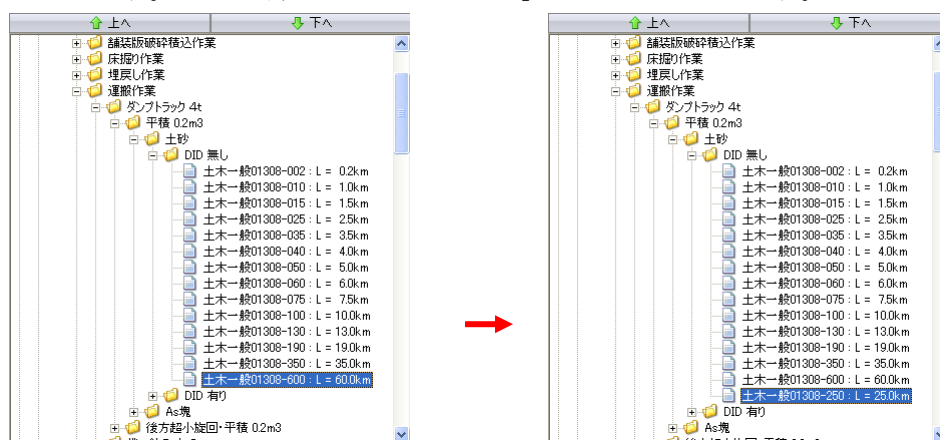 上へ 下へ
舗装版破砕積込作業
床掘り作業
埋戻し作業
運搬作業
ダンプトラック 4t
平積 0.2m3
土砂
DID 無し
土木一般01308-002 : L =  0.2km
土木一般01308-010 : L =  1.0km
土木一般01308-015 : L =  1.5km
土木一般01308-025 : L =  2.5km
土木一般01308-035 : L =  3.5km
土木一般01308-040 : L =  4.0km
土木一般01308-050 : L =  5.0km
土木一般01308-060 : L =  6.0km
土木一般01308-075 : L =  7.5km
土木一般01308-100 : L = 10.0km
土木一般01308-130 : L = 13.0km
土木一般01308-190 : L = 19.0km
土木一般01308-350 : L = 35.0km
土木一般01308-600 : L = 60.0km
DID 有り
As塊
後方超小旋回・平積 0.2m3
上へ 下へ
舗装版破砕積込作業
床掘り作業
埋戻し作業
運搬作業
ダンプトラック 4t
平積 0.2m3
土砂
DID 無し
土木一般01308-002 : L =  0.2km
土木一般01308-010 : L =  1.0km
土木一般01308-015 : L =  1.5km
土木一般01308-025 : L =  2.5km
土木一般01308-035 : L =  3.5km
土木一般01308-040 : L =  4.0km
土木一般01308-050 : L =  5.0km
土木一般01308-060 : L =  6.0km
土木一般01308-075 : L =  7.5km
土木一般01308-100 : L = 10.0km
土木一般01308-130 : L = 13.0km
土木一般01308-190 : L = 19.0km
土木一般01308-350 : L = 35.0km
土木一般01308-600 : L = 60.0km
土木一般01308-250 : L = 25.0km
DID 有り
As塊